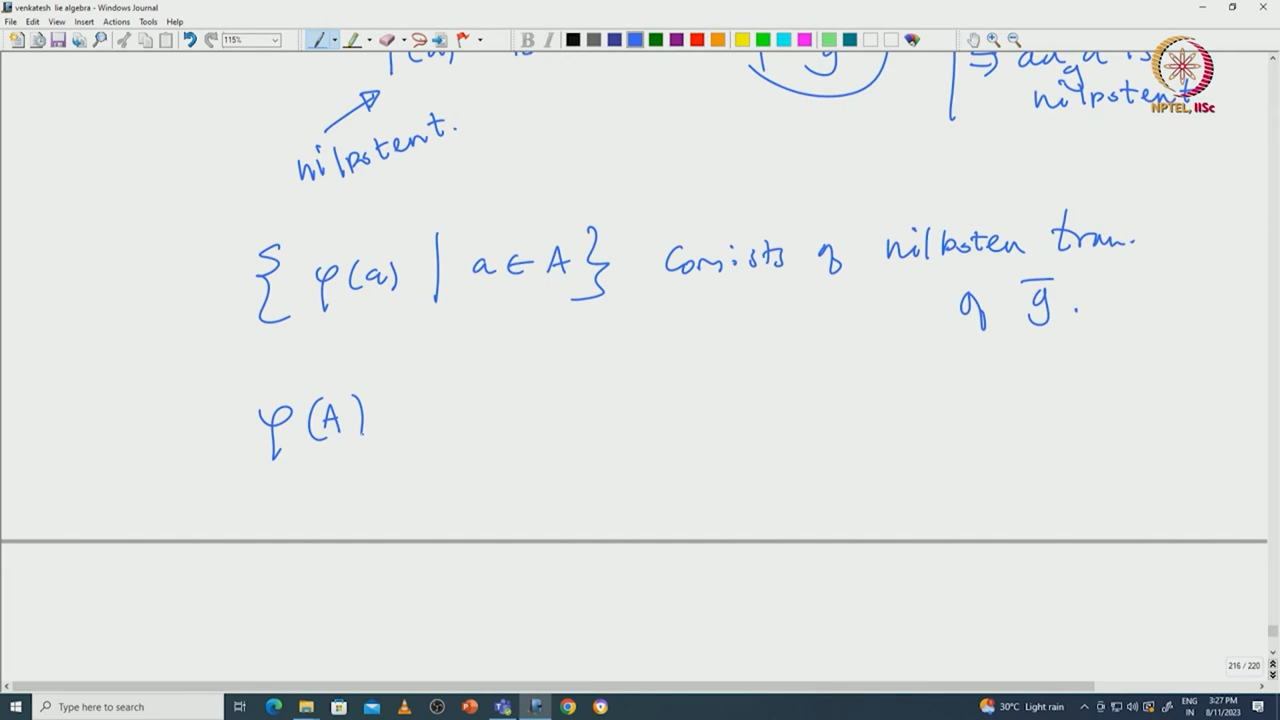 venkatesh lie algebra - Windows Journal
File Edit View Insert Actions Tools Help
115%
B I
⇒ ad_g a is
nilpotent
NPTEL, IISc
nilpotent.
{ φ(a) | a ∈ A } consists of nilpoten tran.
of g̅ .
φ(A)
216 / 220
Type here to search
30°C Light rain
ENG
IN
3:27 PM
8/11/2023